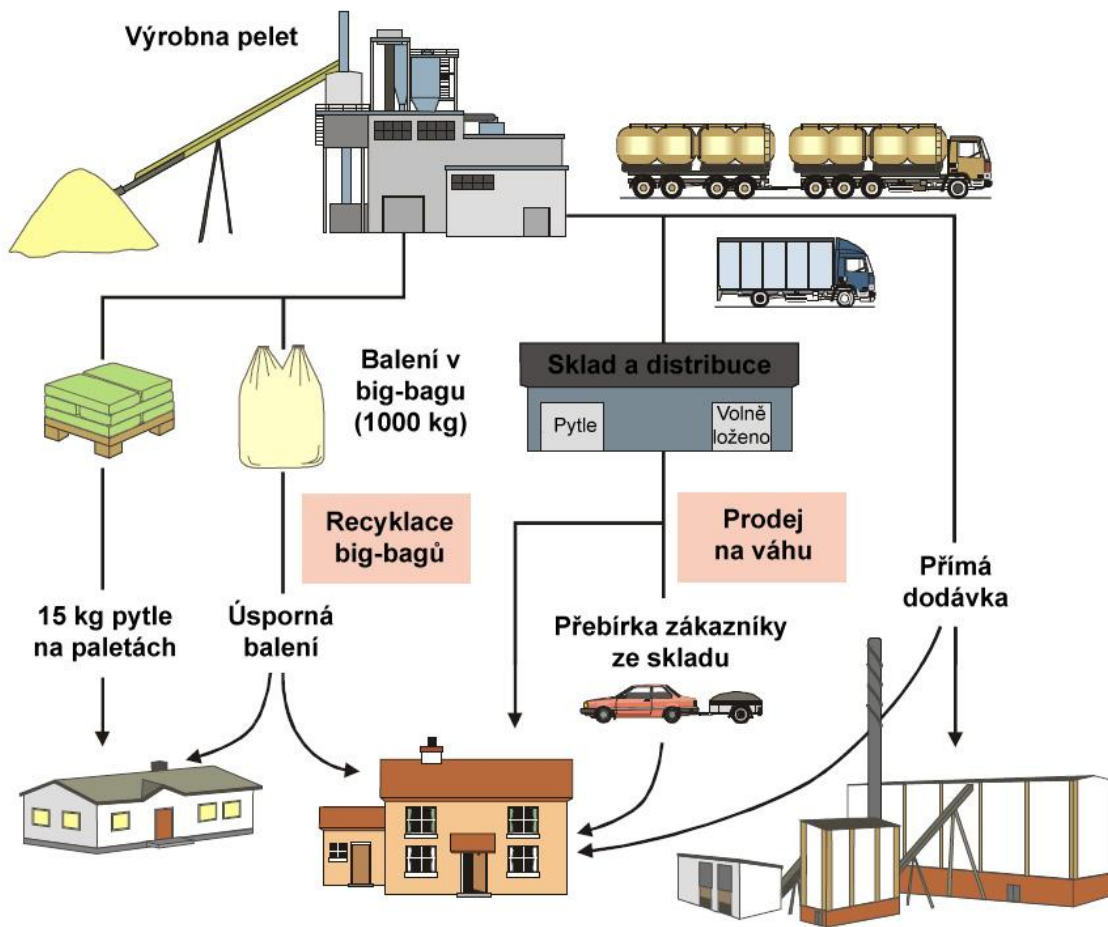 Výrobna pelet
Balení v
big-bagu
(1000 kg)
Sklad a distribuce
Pytle
Volně
loženo
Recyklace
big-bagů
Prodej
na váhu
Přímá
dodávka
15 kg pytle
na paletách
Úsporná
balení
Přebírka zákazníky
ze skladu